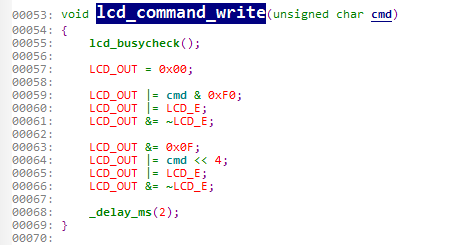 00053: void lcd_command_write(unsigned char cmd)
00054: {
00055:     lcd_busycheck();
00056:
00057:     LCD_OUT = 0x00;
00058:
00059:     LCD_OUT |= cmd & 0xF0;
00060:     LCD_OUT |= LCD_E;
00061:     LCD_OUT &= ~LCD_E;
00062:
00063:     LCD_OUT &= 0x0F;
00064:     LCD_OUT |= cmd << 4;
00065:     LCD_OUT |= LCD_E;
00066:     LCD_OUT &= ~LCD_E;
00067:
00068:     _delay_ms(2);
00069: }
00070: